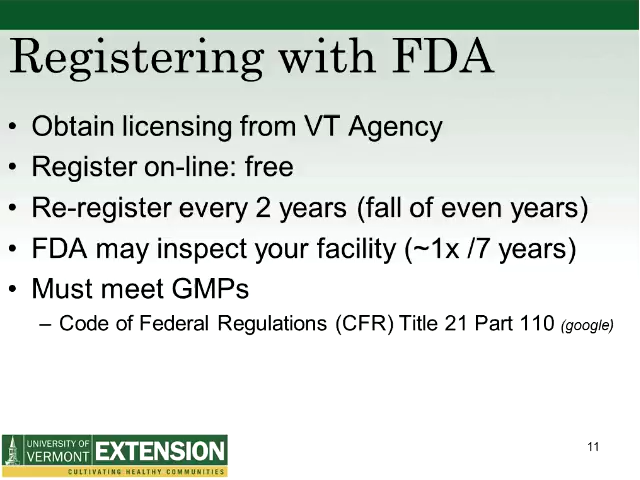 Registering with FDA
• Obtain licensing from VT Agency
• Register on-line: free
• Re-register every 2 years (fall of even years)
• FDA may inspect your facility (~1x /7 years)
• Must meet GMPs
– Code of Federal Regulations (CFR) Title 21 Part 110 (google)
UNIVERSITY OF
VERMONT
EXTENSION
CULTIVATING HEALTHY COMMUNITIES
11